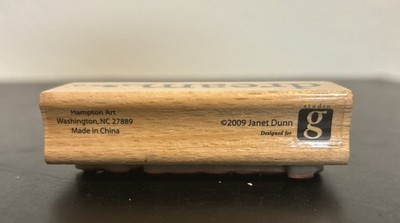 Hampton Art
Washington, NC 27889
Made in China
©2009 Janet Dunn
Designed for
studio
g